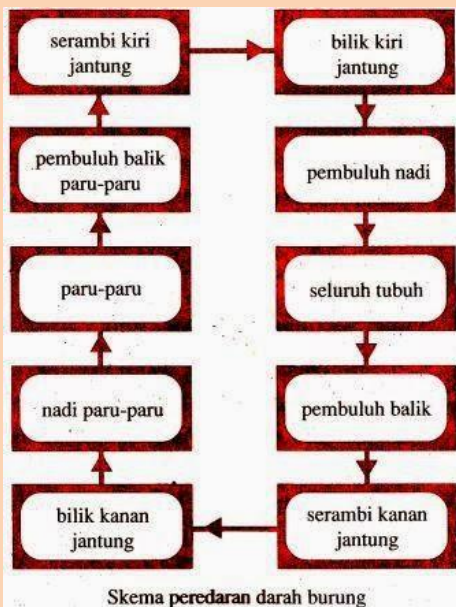 serambi kiri
jantung
bilik kiri
jantung
pembuluh balik
paru-paru
pembuluh nadi
paru-paru
seluruh tubuh
nadi paru-paru
pembuluh balik
bilik kanan
jantung
serambi kanan
jantung
Skema peredaran darah burung